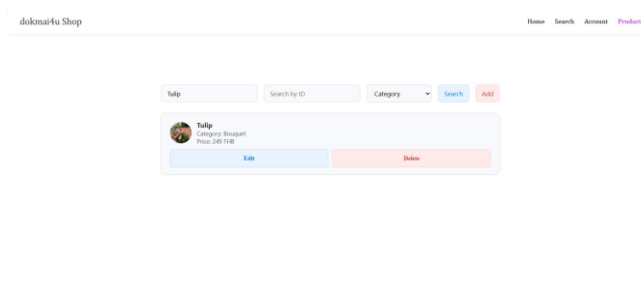 dokmai4u Shop
Home Search Account Product
Tulip Search by ID Category Search Add
Tulip
Category: Bouquet
Price: 249 THB
Edit Delete